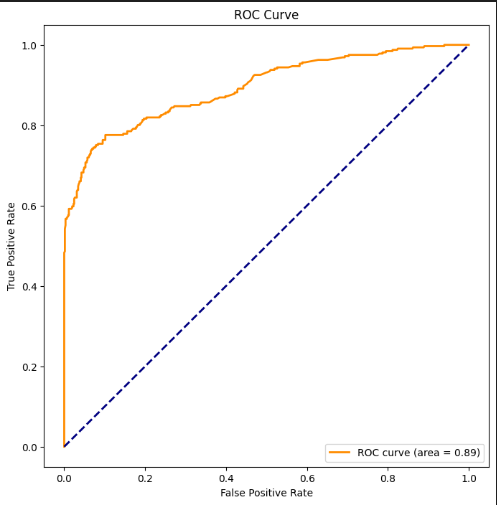 ROC Curve
1.0
0.8
0.6
0.4
0.2
0.0
True Positive Rate
0.0 0.2 0.4 0.6 0.8 1.0
False Positive Rate
ROC curve (area = 0.89)